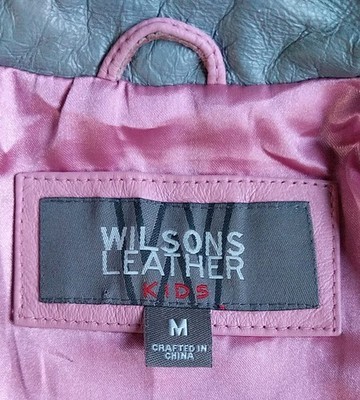 WILSONS
LEATHER
KIDS
M
CRAFTED IN
CHINA